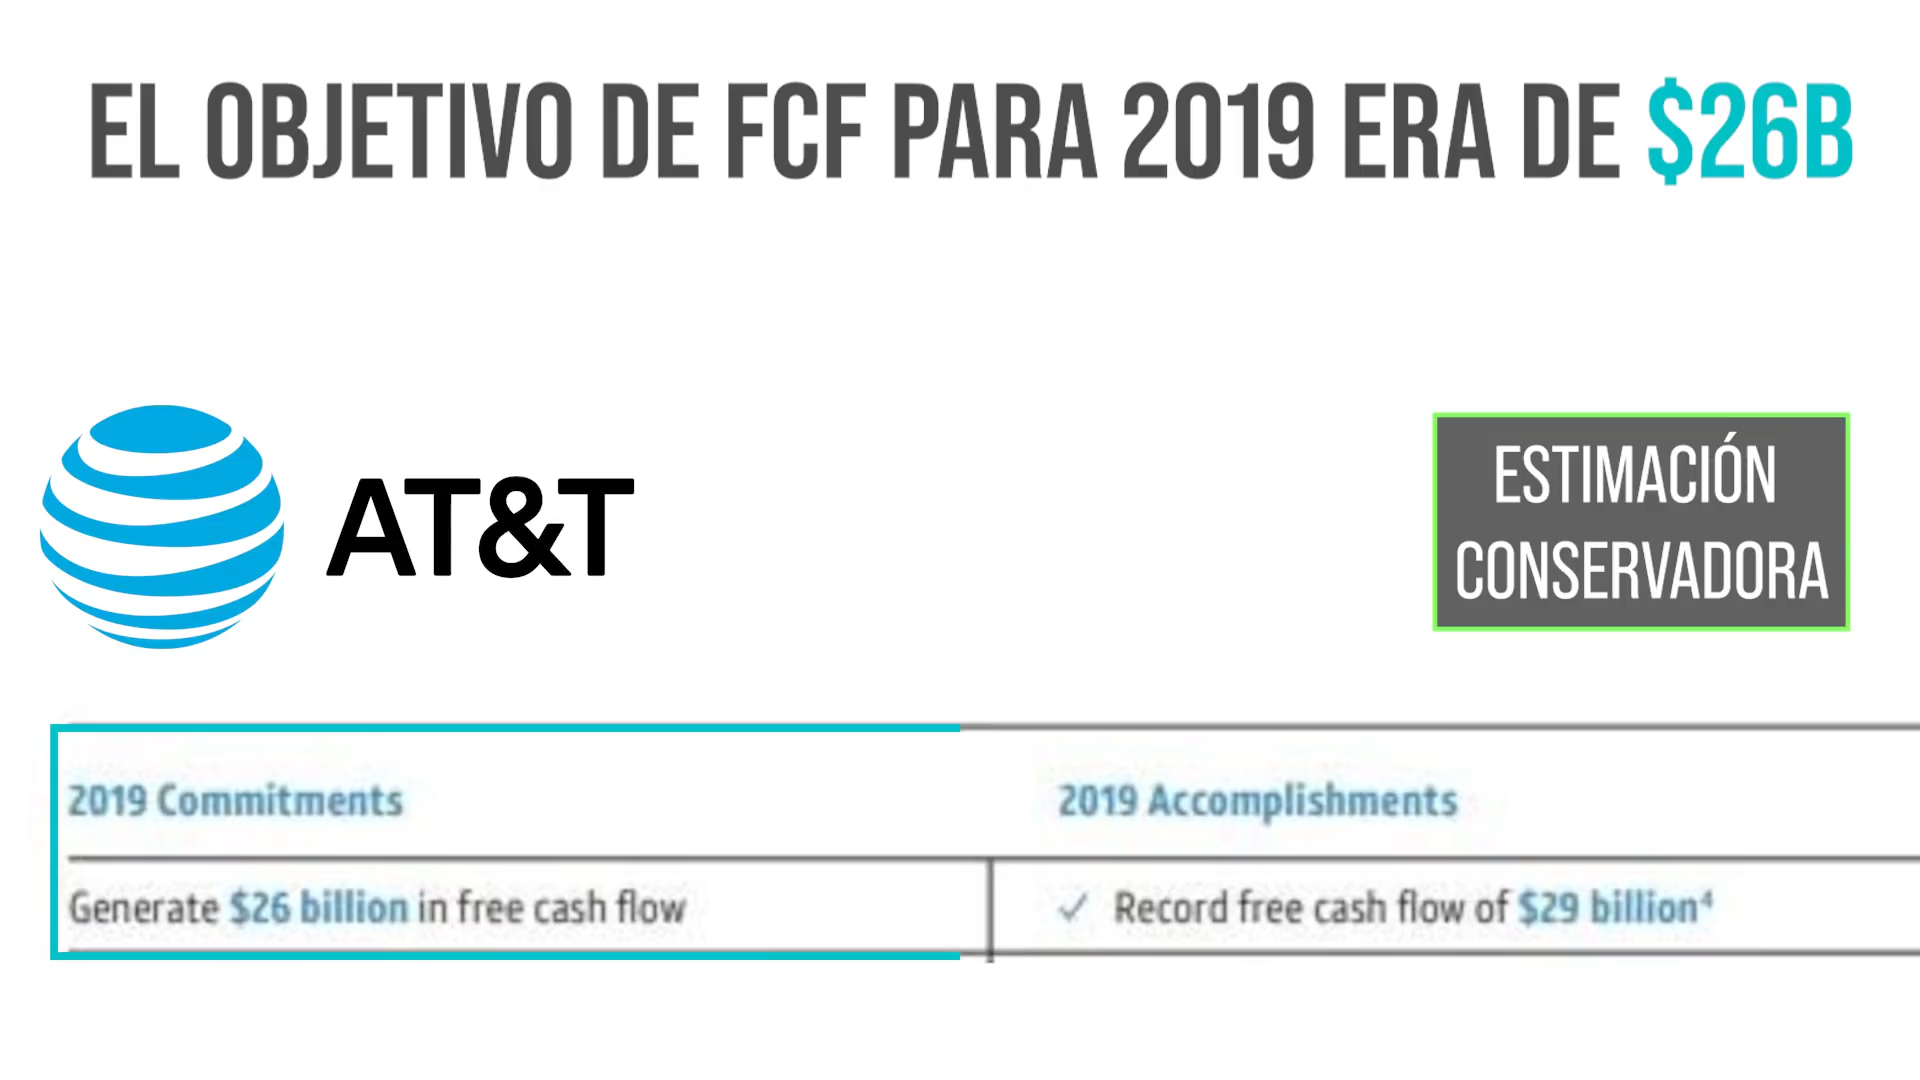 EL OBJETIVO DE FCF PARA 2019 ERA DE $26B
AT&T
ESTIMACIÓN
CONSERVADORA
2019 Commitments
2019 Accomplishments
Generate $26 billion in free cash flow
✓ Record free cash flow of $29 billion⁴